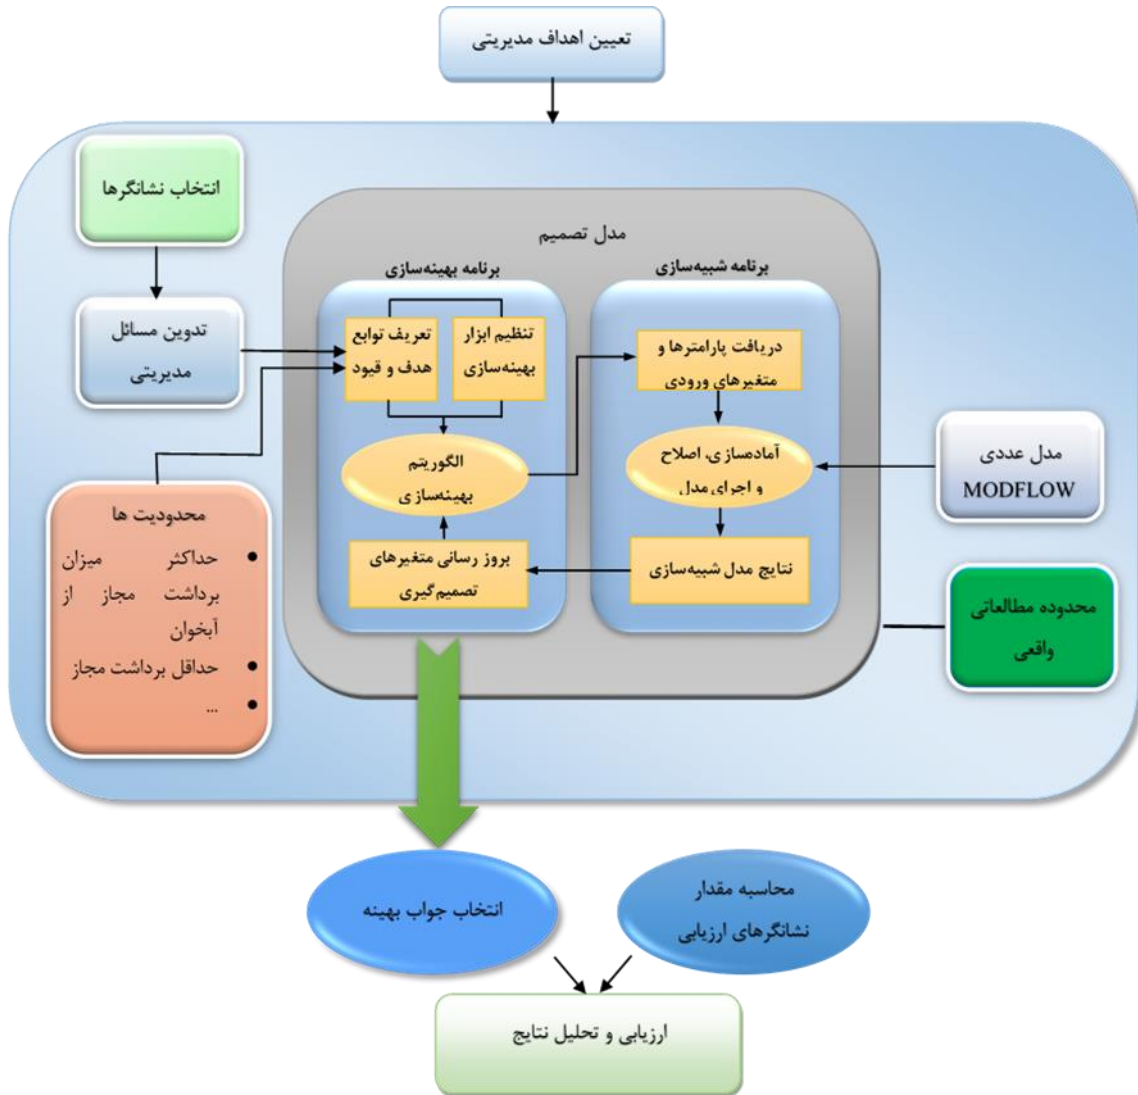 تعیین اهداف مدیریتی
انتخاب نشانگرها
تدوین مسائل
مدیریتی
محدودیت ها
● حداکثر میزان
برداشت مجاز از
آبخوان
● حداقل برداشت مجاز
● ...
مدل تصمیم
برنامه شبیه‌سازی
دریافت پارامترها و
متغیرهای ورودی
آماده‌سازی، اصلاح
و اجرای مدل
نتایج مدل شبیه‌سازی
برنامه بهینه‌سازی
تنظیم ابزار
بهینه‌سازی
تعریف توابع
هدف و قیود
الگوریتم
بهینه‌سازی
بروز رسانی متغیرهای
تصمیم‌گیری
مدل عددی
MODFLOW
محدوده مطالعاتی
واقعی
محاسبه مقدار
نشانگرهای ارزیابی
انتخاب جواب بهینه
ارزیابی و تحلیل نتایج